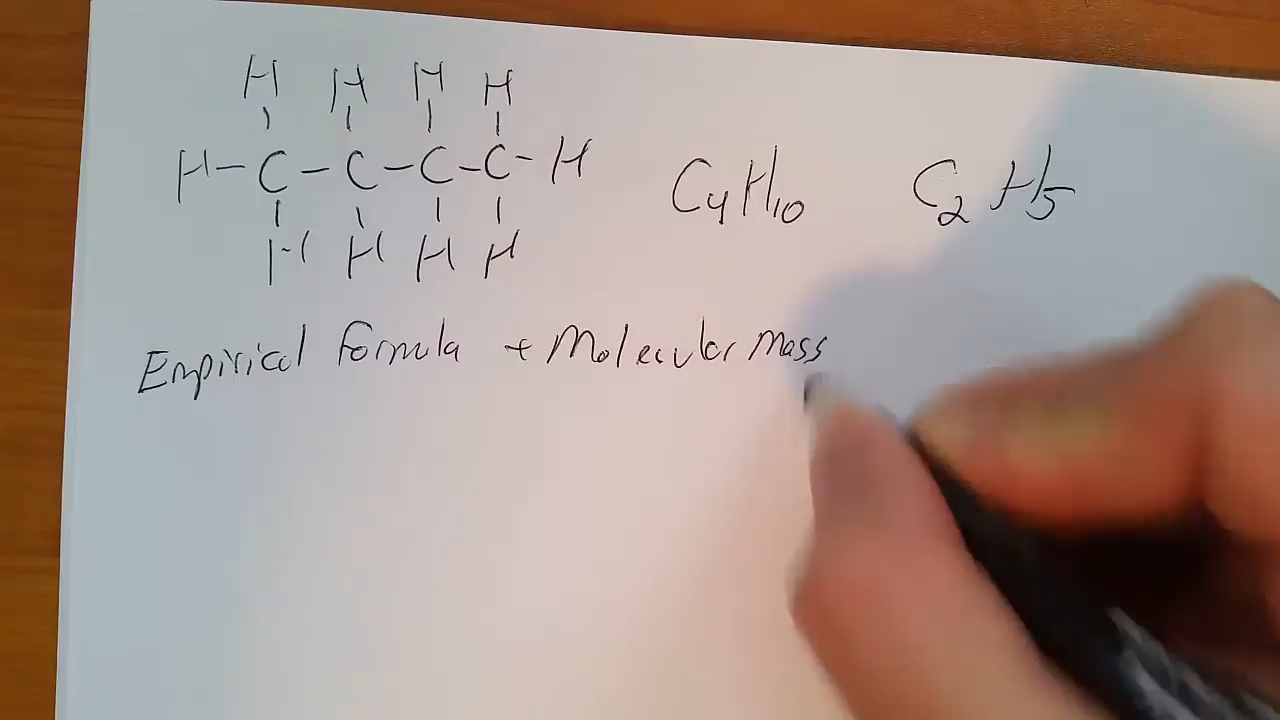 H H H H
H-C-C-C-C-H C4H10 C2H5
H H H H
Empirical formula + Molecular mass